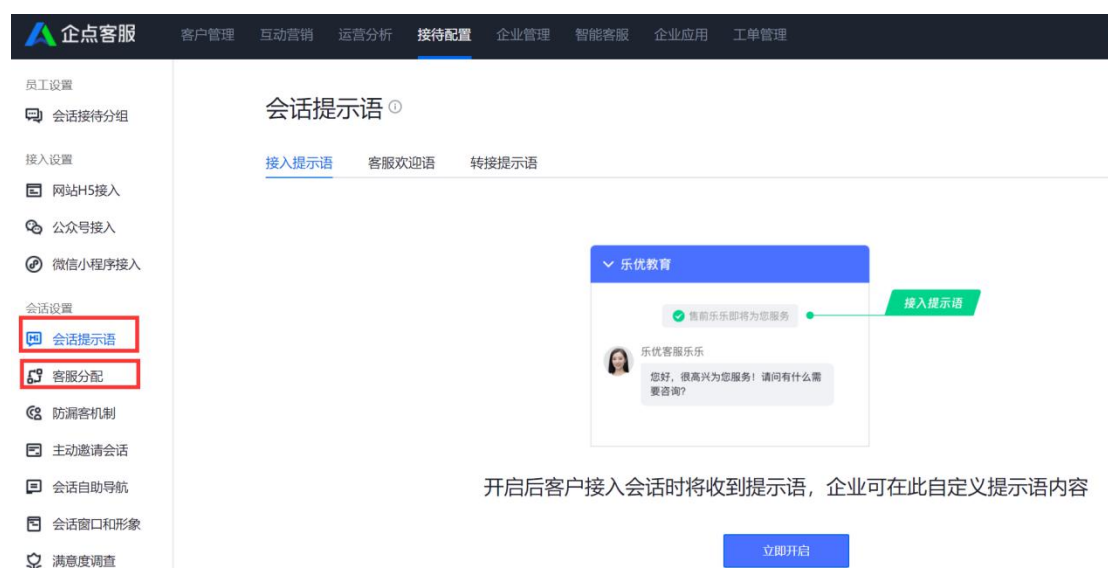 企点客服
客户管理 互动营销 运营分析 接待配置 企业管理 智能客服 企业应用 工单管理
员工设置
会话接待分组
接入设置
网站H5接入
公众号接入
微信小程序接入
会话设置
会话提示语
客服分配
防漏客机制
主动邀请会话
会话自助导航
会话窗口和形象
满意度调查
会话提示语
接入提示语 客服欢迎语 转接提示语
乐优教育
售前乐乐即将为您服务
接入提示语
乐优客服乐乐
您好，很高兴为您服务！请问有什么需
要咨询?
开启后客户接入会话时将收到提示语，企业可在此自定义提示语内容
立即开启